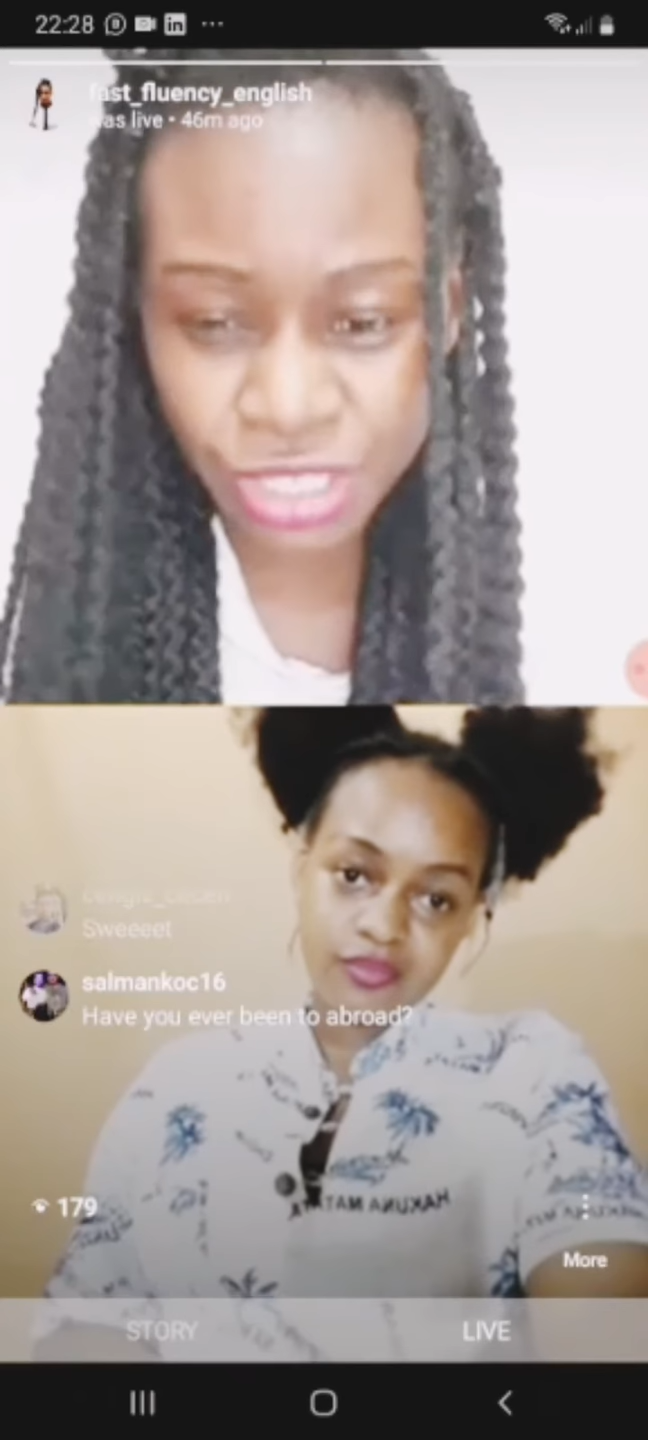 22:28
fast_fluency_english
was live • 46m ago
Sweeeet
salmankoc16
Have you ever been to abroad?
179
HAKUNA MATATA
More
STORY
LIVE